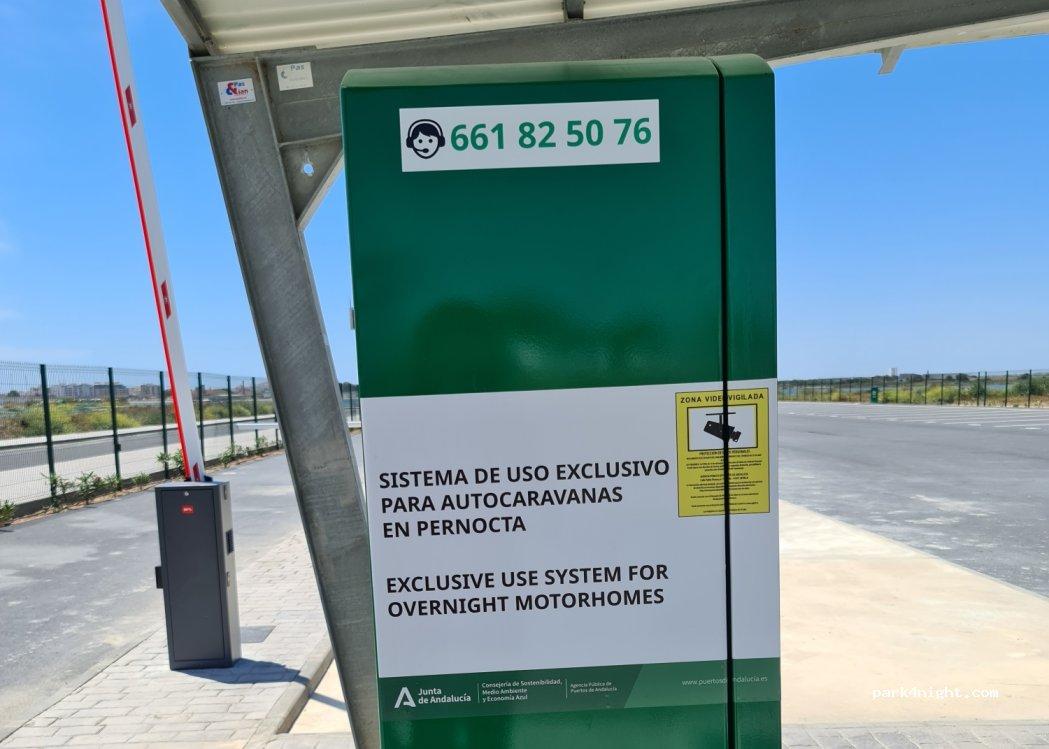 661 82 50 76
ZONA VIDEOVIGILADA
SISTEMA DE USO EXCLUSIVO
PARA AUTOCARAVANAS
EN PERNOCTA
EXCLUSIVE USE SYSTEM FOR
OVERNIGHT MOTORHOMES
Junta
de Andalucía
Consejería de Sostenibilidad,
Medio Ambiente
y Economía Azul
Agencia Pública de
Puertos de Andalucía
www.puertosdeandalucia.es
park4night.com